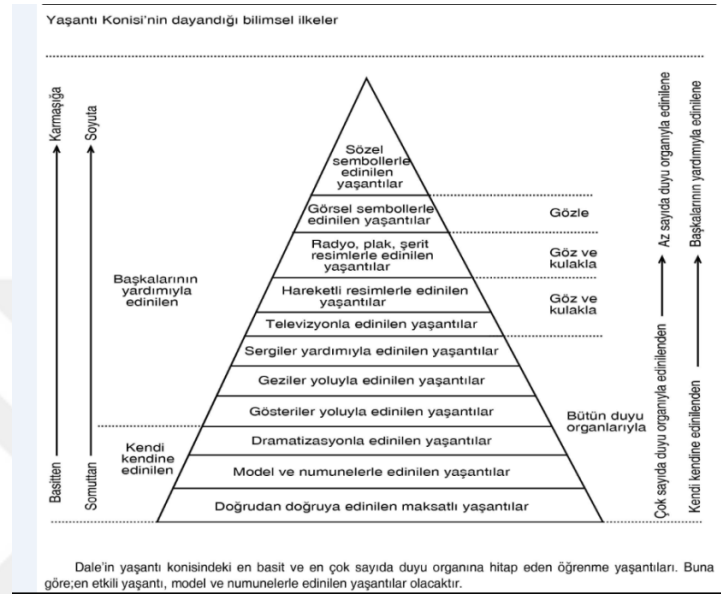 Yaşantı Konisi'nin dayandığı bilimsel ilkeler
Karmaşığa
Soyuta
Basitten
Somuttan
Başkalarının
yardımıyla
edinilen
Kendi
kendine
edinilen
Sözel
sembollerle
edinilen
yaşantılar
Görsel sembollerle
edinilen yaşantılar
Radyo, plak, şerit
resimlerle edinilen
yaşantılar
Hareketli resimlerle edinilen
yaşantılar
Televizyonla edinilen yaşantılar
Sergiler yardımıyla edinilen yaşantılar
Geziler yoluyla edinilen yaşantılar
Gösteriler yoluyla edinilen yaşantılar
Dramatizasyonla edinilen yaşantılar
Model ve numunelerle edinilen yaşantılar
Doğrudan doğruya edinilen maksatlı yaşantılar
Gözle
Göz ve
kulakla
Göz ve
kulakla
Bütün duyu
organlarıyla
Az sayıda duyu organıyla edinilene
Çok sayıda duyu organıyla edinilenden
Başkalarının yardımıyla edinilene
Kendi kendine edinilenden
Dale'in yaşantı konisindeki en basit ve en çok sayıda duyu organına hitap eden öğrenme yaşantıları. Buna
göre;en etkili yaşantı, model ve numunelerle edinilen yaşantılar olacaktır.